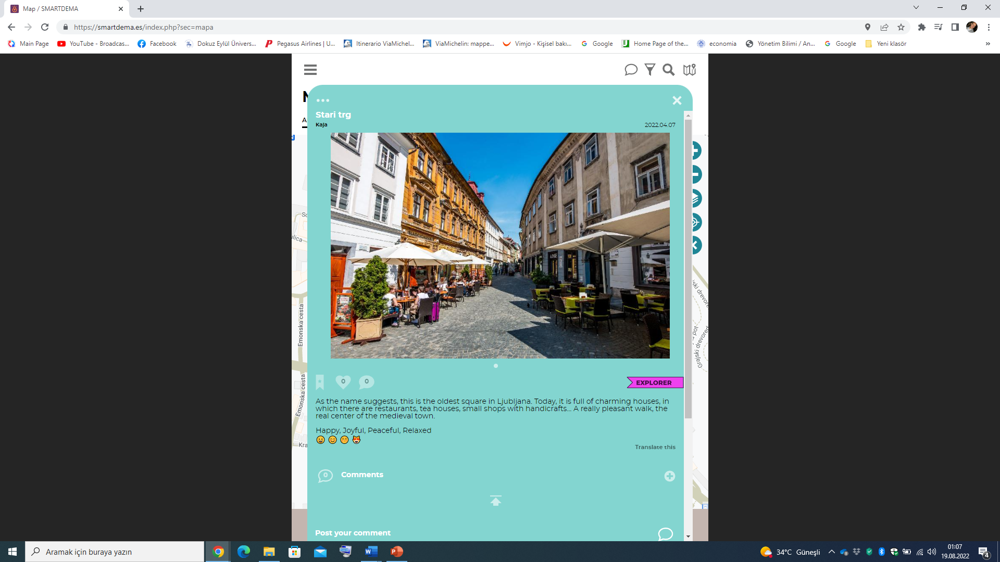 Map / SMARTDEMA
https://smartdema.es/index.php?sec=mapa
Main Page
YouTube - Broadcas...
Facebook
Dokuz Eylül Ünivers...
Pegasus Airlines | U...
Itinerario ViaMichel...
ViaMichelin: mappe...
Vimjo - Kişisel bakı...
Google
Home Page of the...
economia
Yönetim Bilimi / An...
Google
Yeni klasör
»
Stari trg
Kaja
2022.04.07
0
0
EXPLORER
As the name suggests, this is the oldest square in Ljubljana. Today, it is full of charming houses, in
which there are restaurants, tea houses, small shops with handicrafts... A really pleasant walk, the
real center of the medieval town.
Happy, Joyful, Peaceful, Relaxed
Translate this
0
Comments
Post your comment
Emonska cesta
Emonska cesta
Grajski drevored
Aramak için buraya yazın
34°C Güneşli
01:07
19.08.2022
4